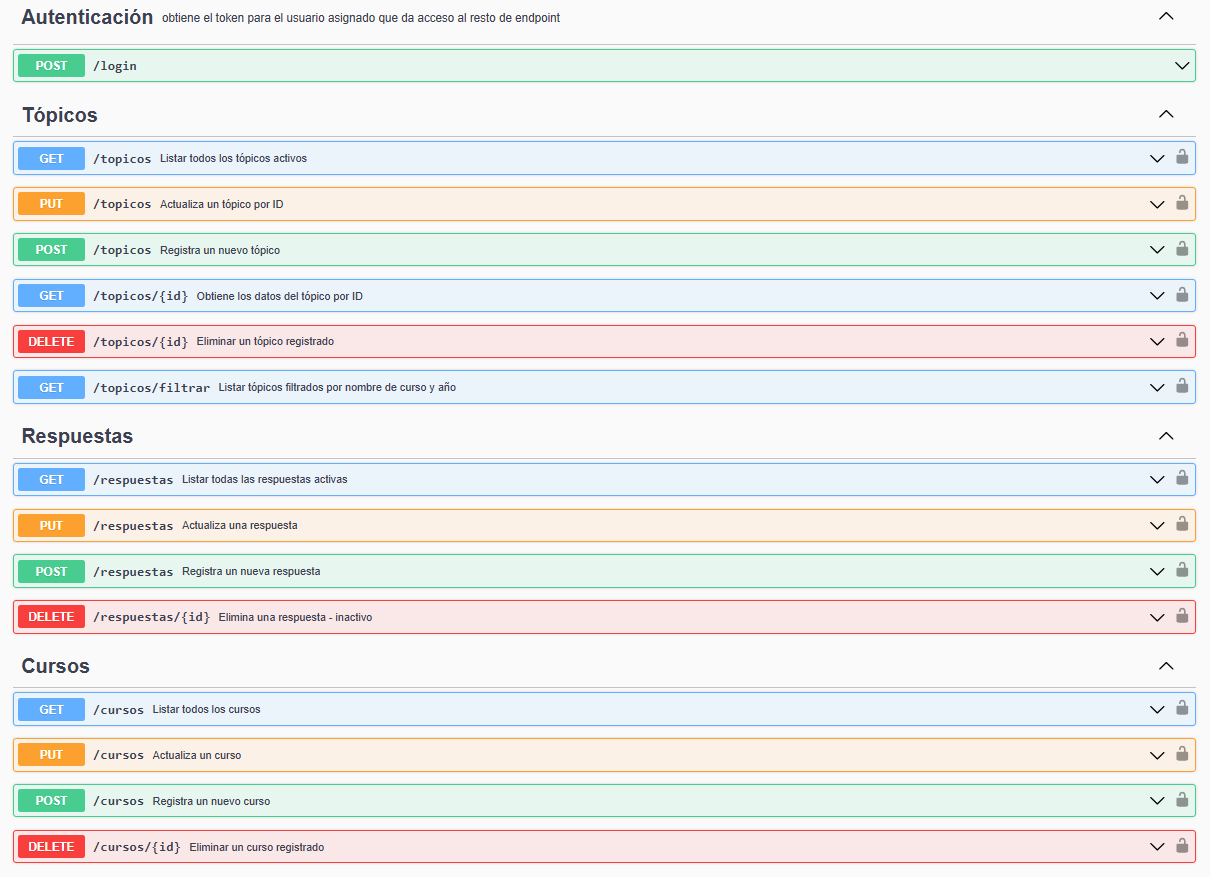 Autenticación obtiene el token para el usuario asignado que da acceso al resto de endpoint
POST /login
Tópicos
GET /topicos Listar todos los tópicos activos
PUT /topicos Actualiza un tópico por ID
POST /topicos Registra un nuevo tópico
GET /topicos/{id} Obtiene los datos del tópico por ID
DELETE /topicos/{id} Eliminar un tópico registrado
GET /topicos/filtrar Listar tópicos filtrados por nombre de curso y año
Respuestas
GET /respuestas Listar todas las respuestas activas
PUT /respuestas Actualiza una respuesta
POST /respuestas Registra un nueva respuesta
DELETE /respuestas/{id} Elimina una respuesta - inactivo
Cursos
GET /cursos Listar todos los cursos
PUT /cursos Actualiza un curso
POST /cursos Registra un nuevo curso
DELETE /cursos/{id} Eliminar un curso registrado